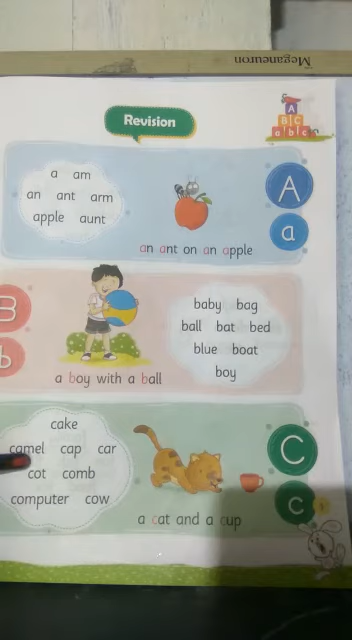 Meganeuron
Revision
A
B C
a b c
a am
an ant arm
apple aunt
an ant on an apple
A
a
B
b
baby bag
ball bat bed
blue boat
boy
a boy with a ball
cake
camel cap car
cot comb
computer cow
a cat and a cup
C
c